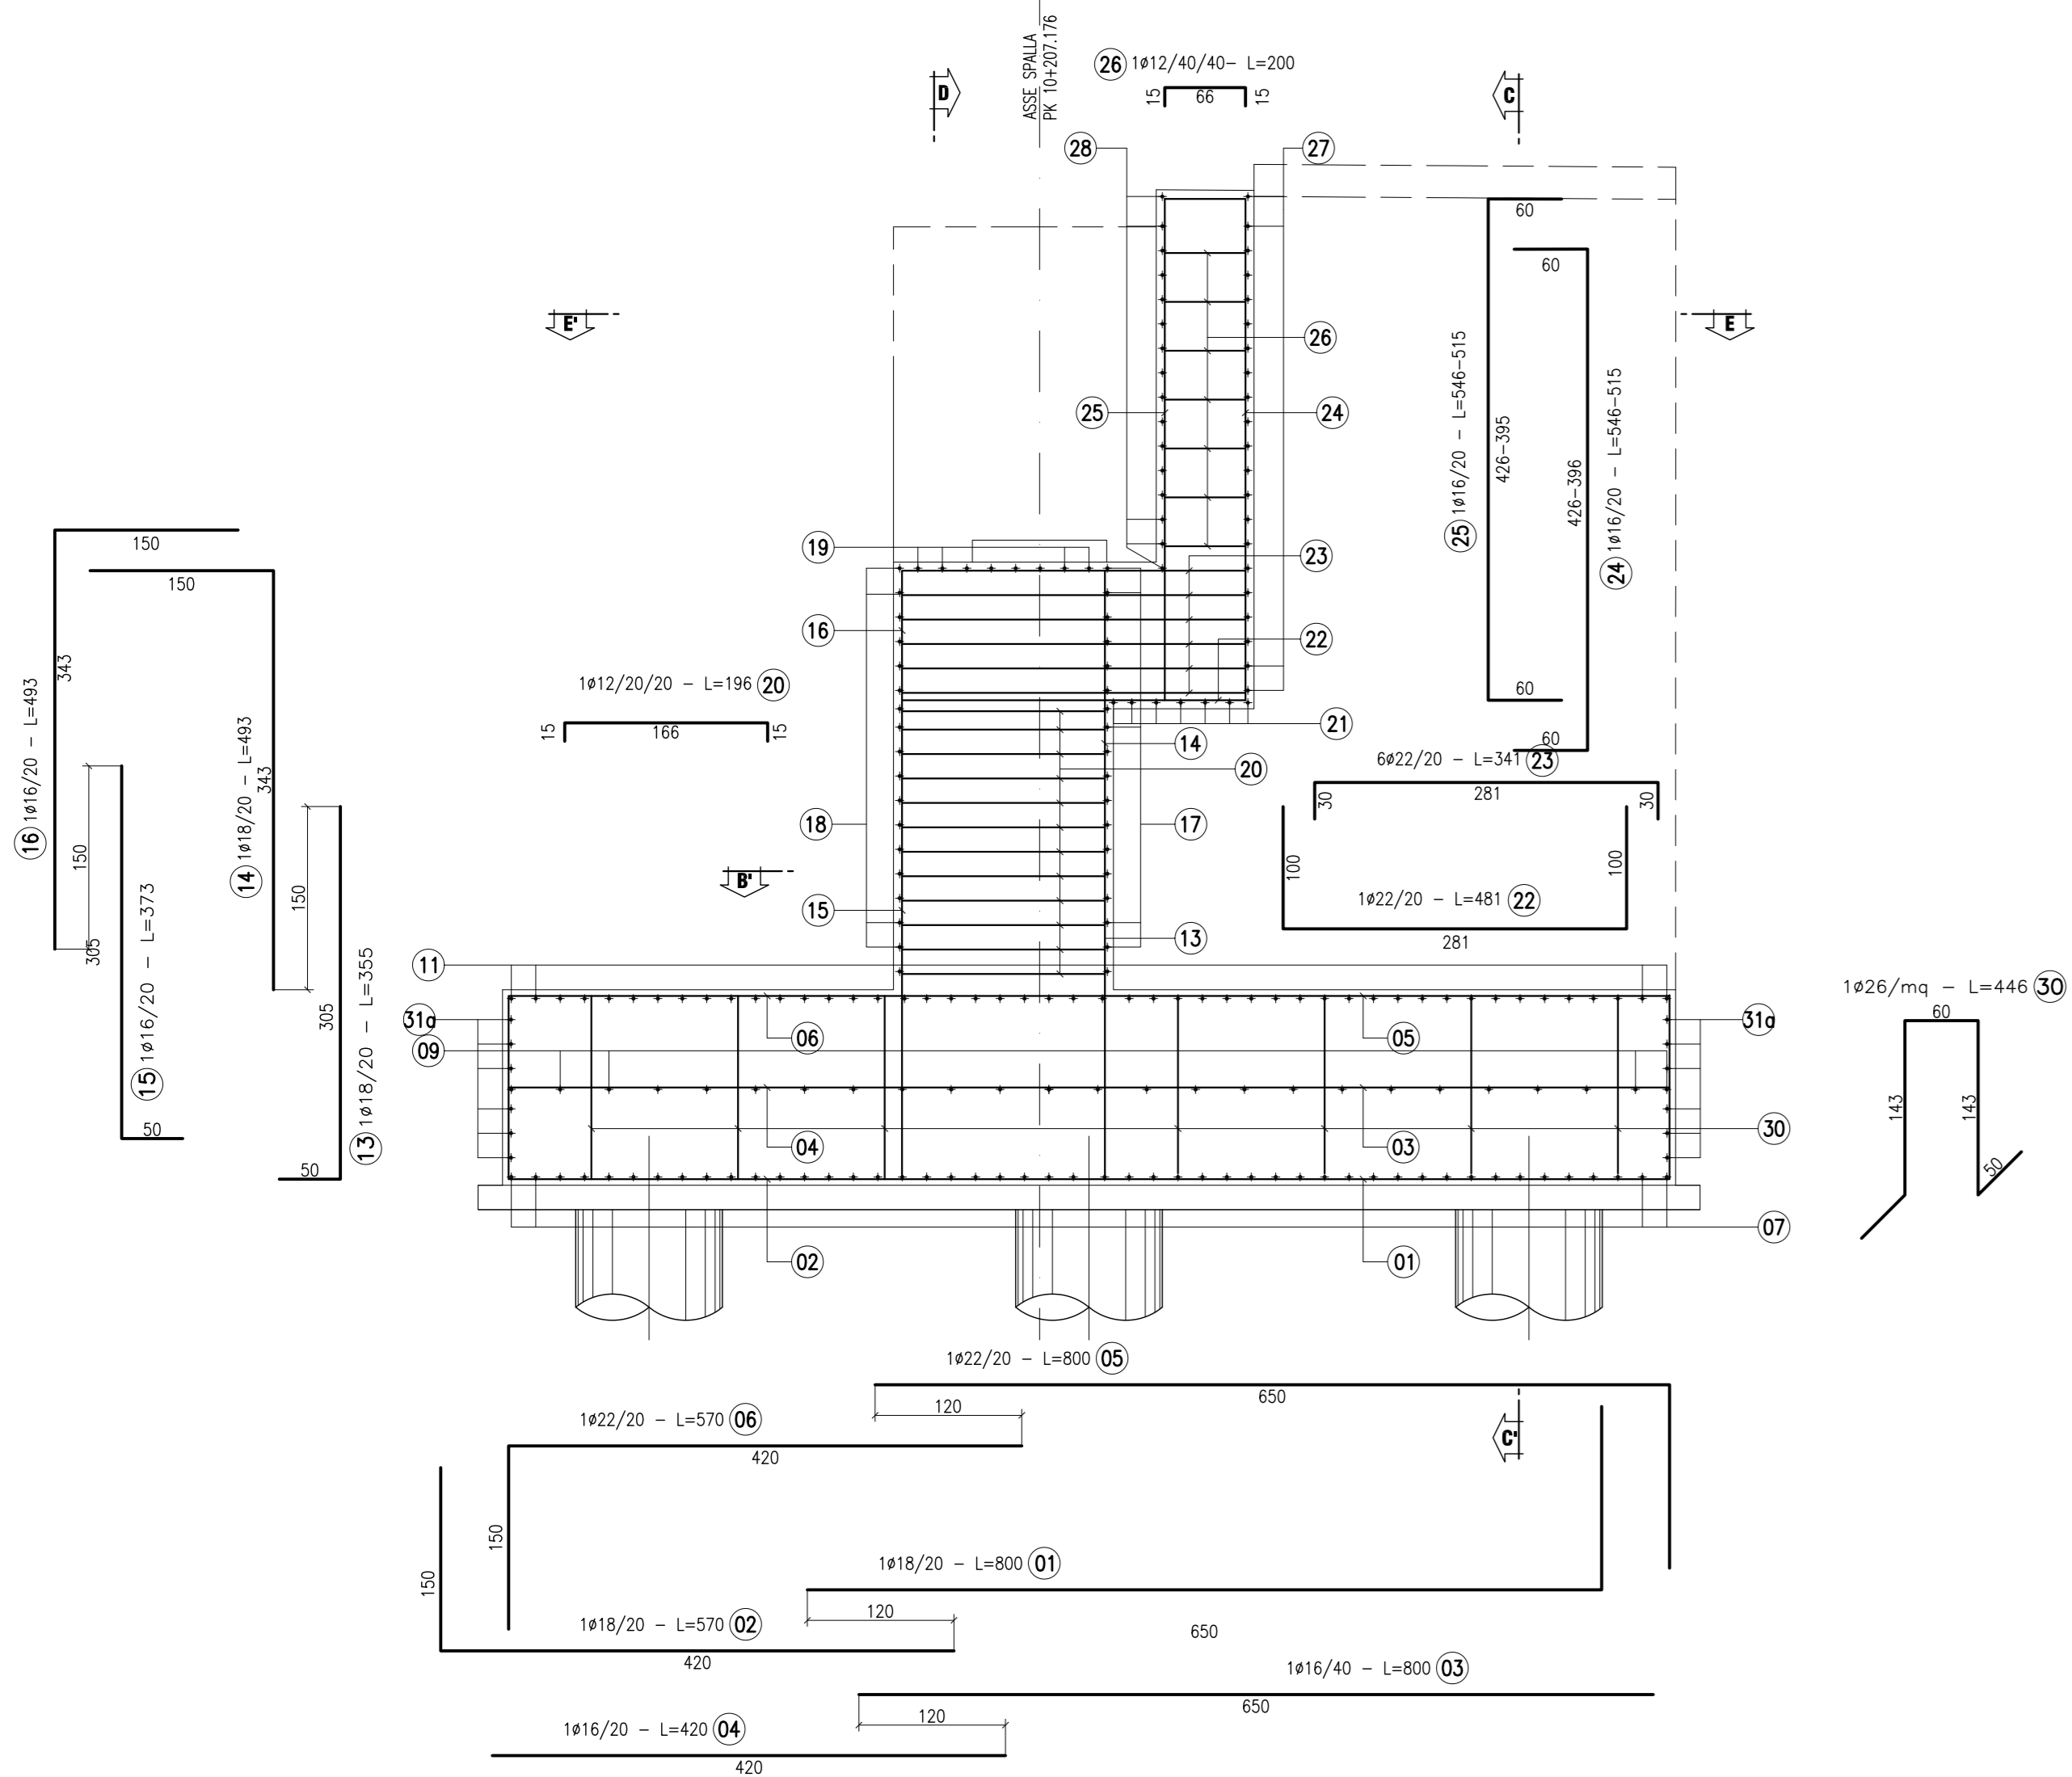 ASSE SPALLA
PK 10+207.176
26 1ø12/40/40- L=200
15 66 15
D
C
28
27
60
60
E'
E
26
25
24
25 1ø16/20 - L=546-515
426-395
426-396
24 1ø16/20 - L=546-515
60
60
150
150
19
23
16
22
343
16 1ø16/20 - L=493
343
14 1ø18/20 - L=493
1ø12/20/20 - L=196 20
15 166 15
21
14
20
6ø22/20 - L=341 23
30 281 30
18
17
100 100
1ø22/20 - L=481 22
281
B'
15
13
150
305
15 1ø16/20 - L=373
50
150
305
13 1ø18/20 - L=355
50
11
31a
09
06
05
31a
04
03
30
1ø26/mq - L=446 30
60
143 143
50
07
02
01
1ø22/20 - L=800 05
650
120
1ø22/20 - L=570 06
420
150
C'
1ø18/20 - L=800 01
120
650
150
1ø18/20 - L=570 02
420
1ø16/40 - L=800 03
650
120
1ø16/20 - L=420 04
420